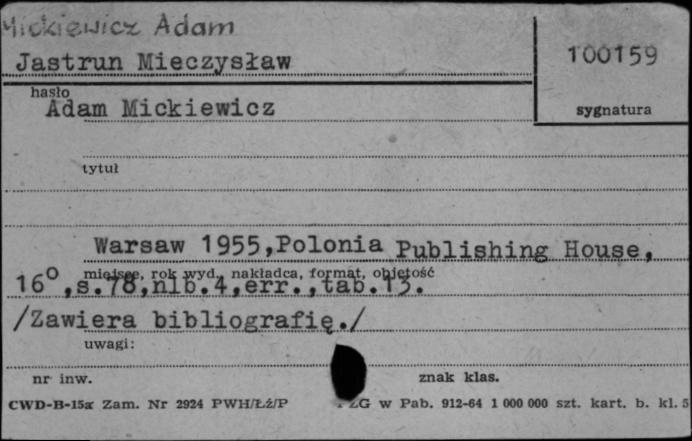 Mickiewicz Adam
Jastrun Mieczysław
100159
hasło
sygnatura
Adam Mickiewicz
tytuł
Warsaw 1955,Polonia Publishing House,
miejsce, rok wyd., nakładca, format, objętość
16°,s.78,nlb.4,err.,tab.13.
/Zawiera bibliografię./
uwagi:
nr inw.
znak klas.
CWD-B-15a Zam. Nr 2924 PWH/Łź/P
ZG w Pab. 912-64 1 000 000 szt. kart. b. kl. 5